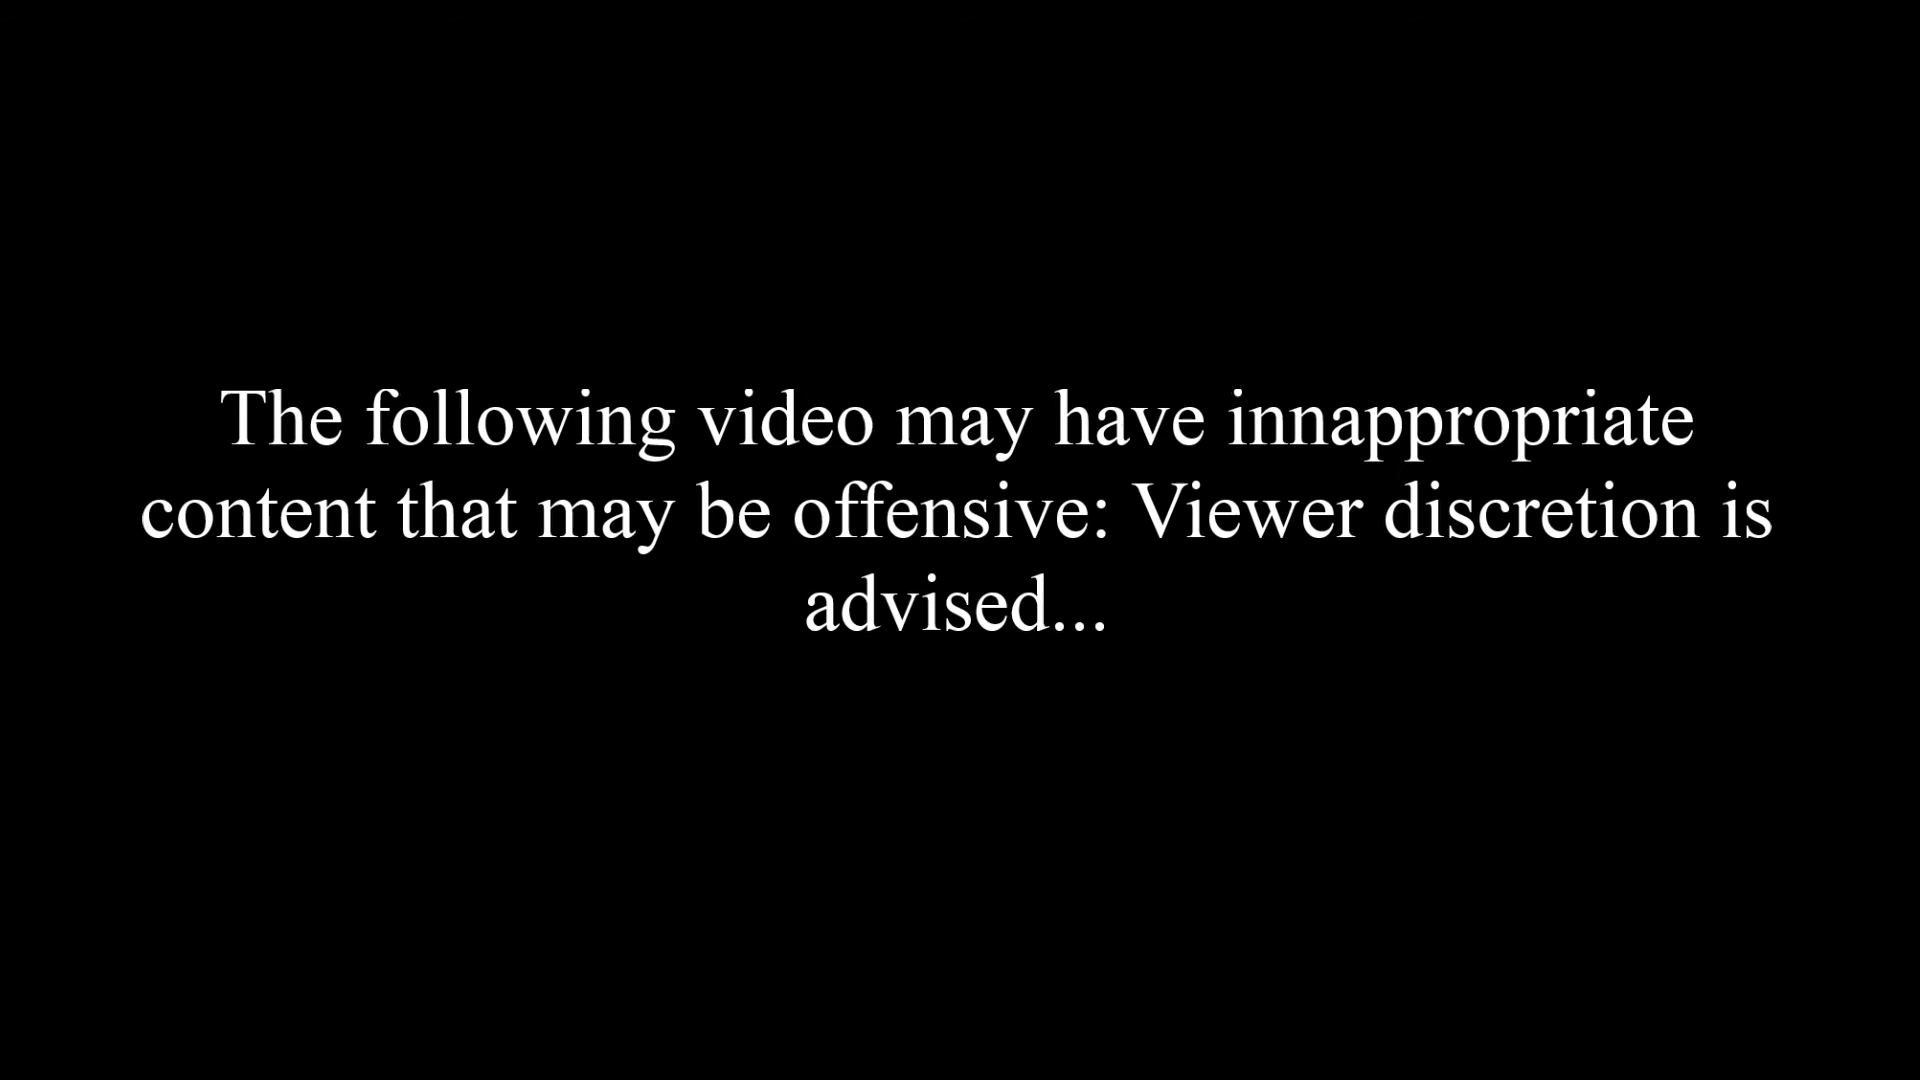 The following video may have innappropriate
content that may be offensive: Viewer discretion is
advised...